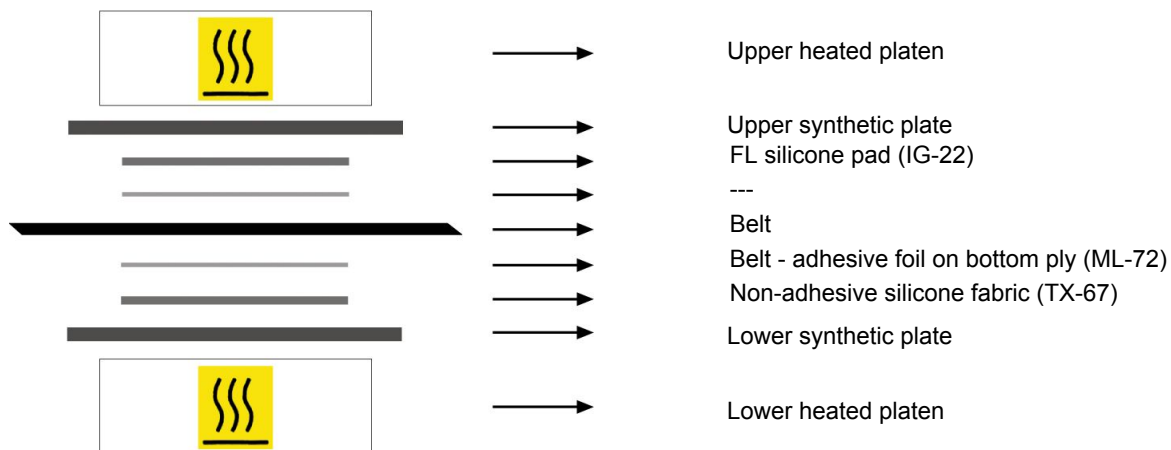 Upper heated platen
Upper synthetic plate
FL silicone pad (IG-22)
---
Belt
Belt - adhesive foil on bottom ply (ML-72)
Non-adhesive silicone fabric (TX-67)
Lower synthetic plate
Lower heated platen